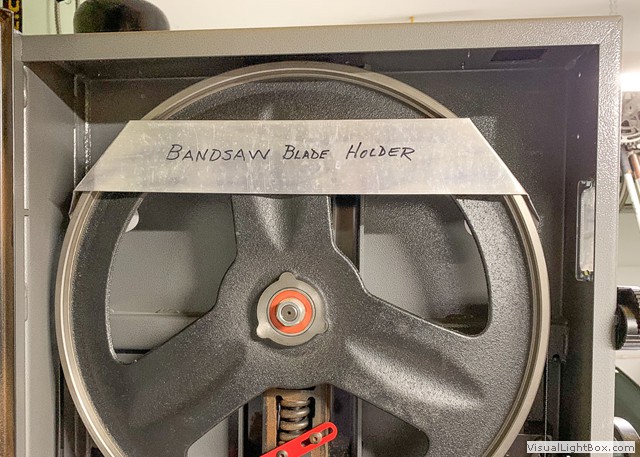 BANDSAW BLADE HOLDER
VisualLightBox.com